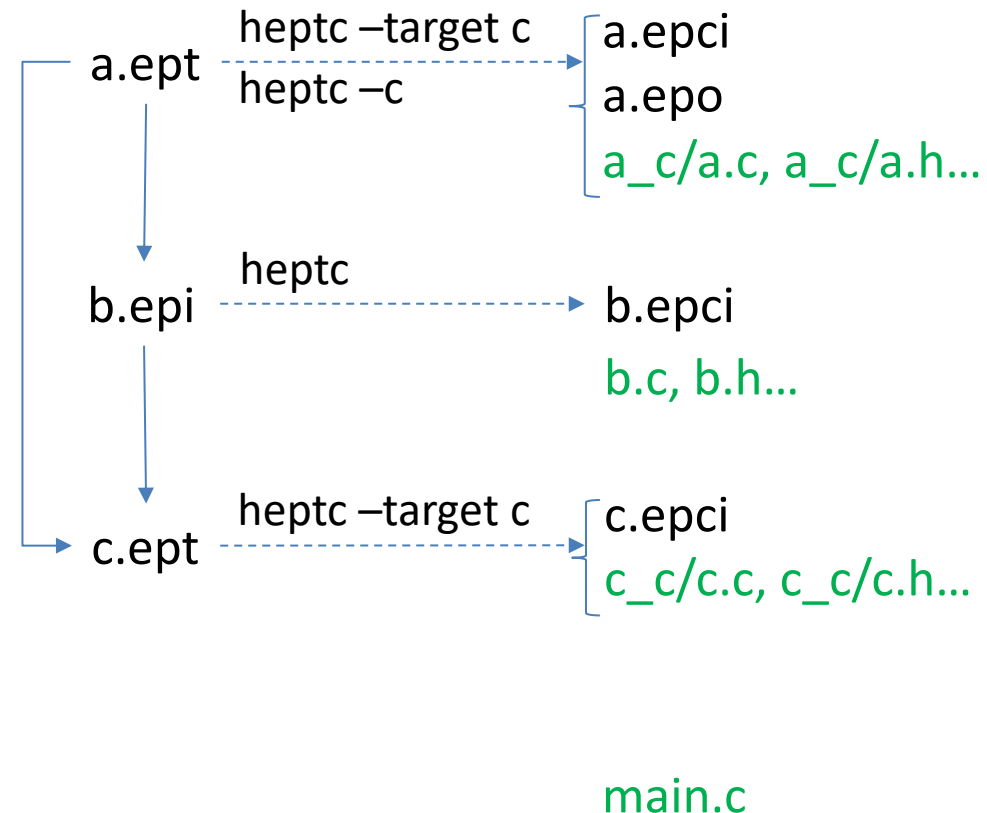 heptc –target c
a.ept
heptc –c
a.epci
a.epo
a_c/a.c, a_c/a.h…
heptc
b.epi
b.epci
b.c, b.h…
heptc –target c
c.ept
c.epci
c_c/c.c, c_c/c.h…
main.c